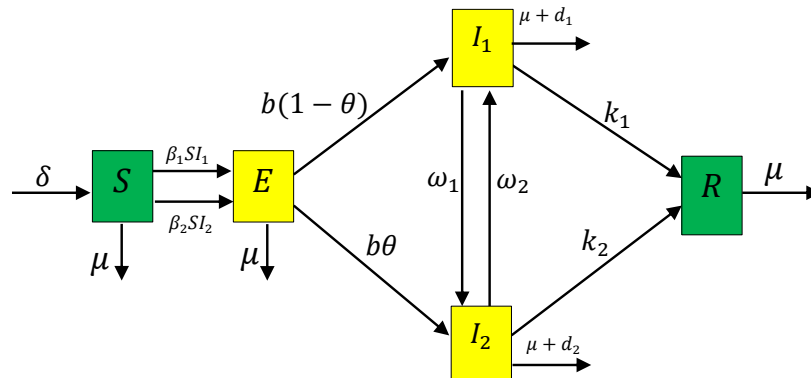 I₁
μ + d₁
b(1 − θ)
k₁
β₁SI₁
δ
S
E
ω₁
ω₂
R
μ
β₂SI₂
μ
μ
bθ
k₂
I₂
μ + d₂